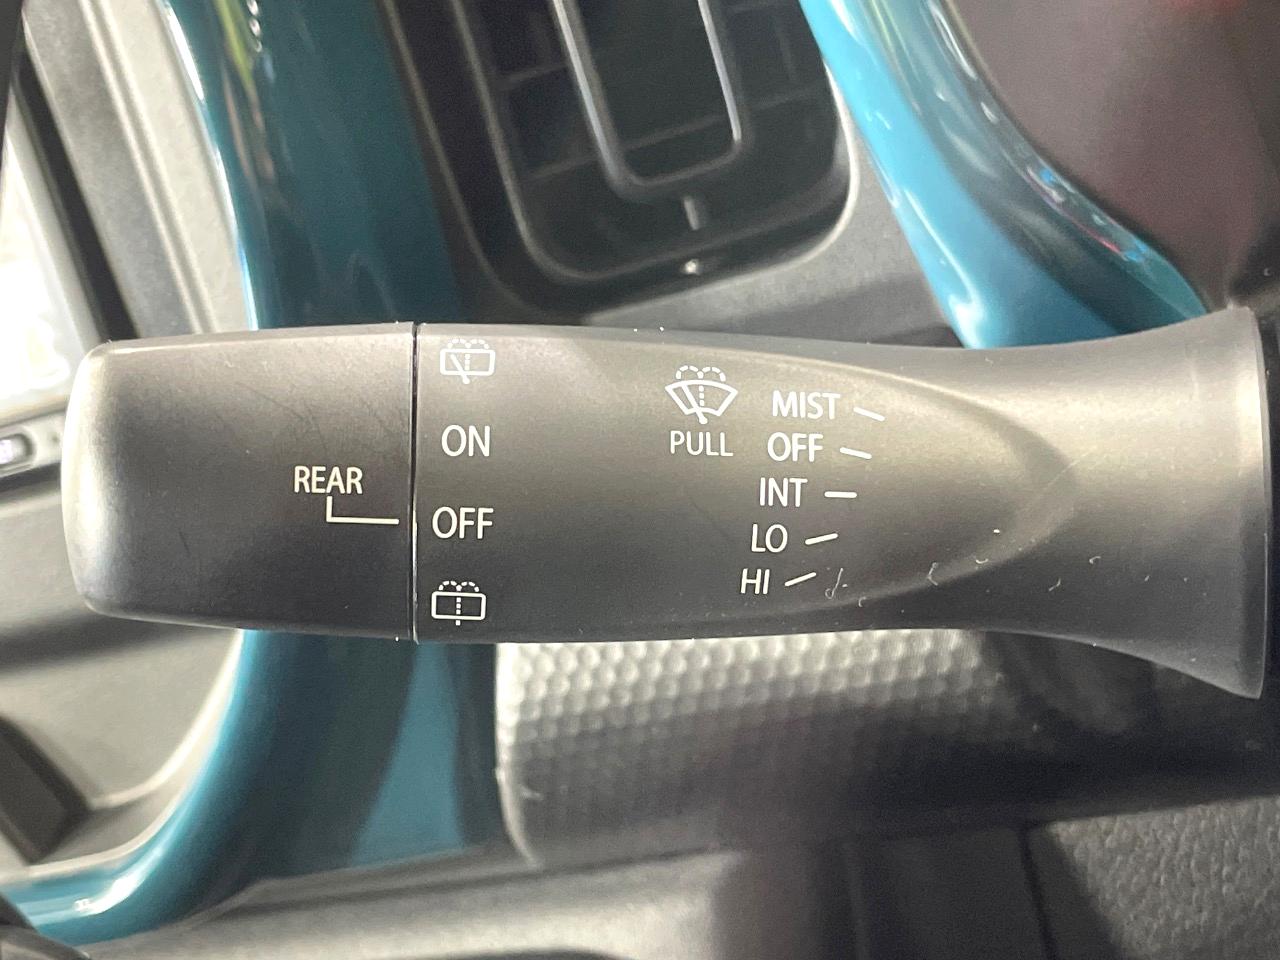 REAR
ON
OFF
PULL
MIST
OFF
INT
LO
HI